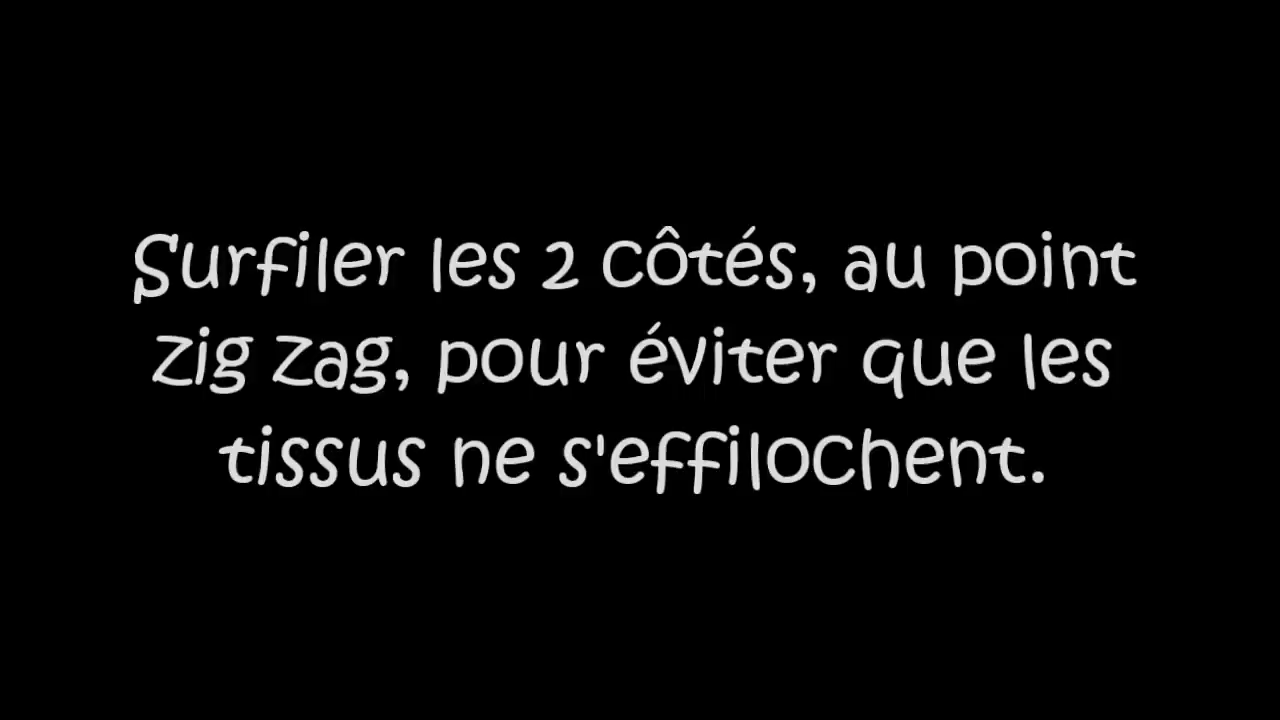 Surfiler les 2 côtés, au point
zig zag, pour éviter que les
tissus ne s'effilochent.